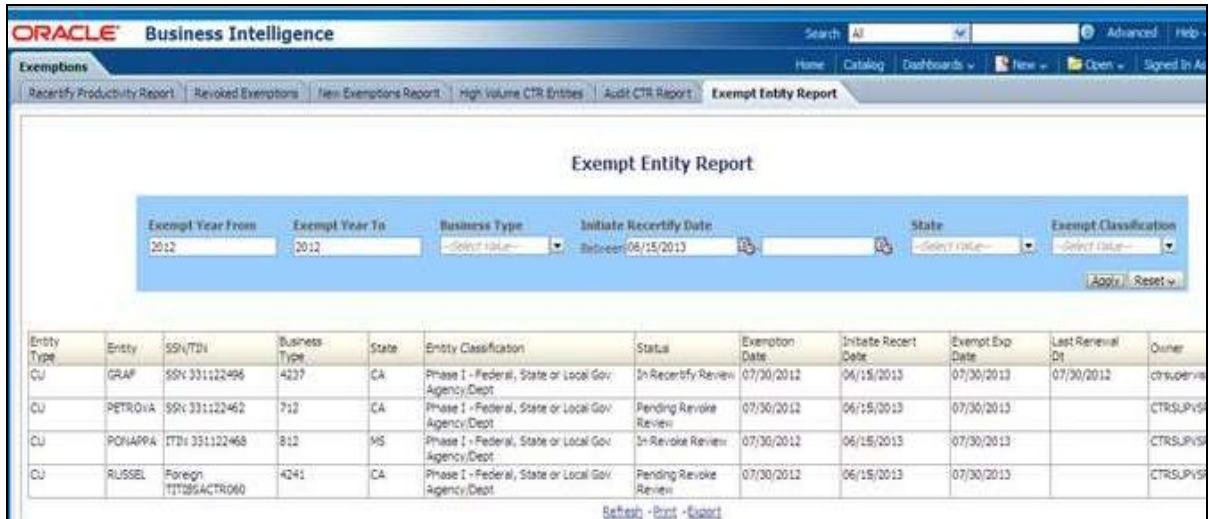 ORACLE Business Intelligence
Search All Advanced Help
Exemptions
Home Catalog Dashboards New Open Signed In As
Recertify Productivity Report Revoked Exemptions New Exemptions Report High Volume CTR Entities Audit CTR Report Exempt Entity Report
Exempt Entity Report
Exempt Year From Exempt Year To Business Type Initiate Recertify Date State Exempt Classification
2012 2012 --Select Value-- Between 06/15/2013 - --Select Value-- --Select Value--
Apply Reset
Entity Type Entity SSN/TIN Business Type State Entity Classification Status Exemption Date Initiate Recert Date Exempt Exp Date Last Renewal Dt Owner
CU GRAF SSN 331122496 4237 CA Phase I - Federal, State or Local Gov Agency/Dept In Recertify Review 07/30/2012 06/15/2013 07/30/2013 07/30/2012 ctrsupervis
CU PETROVA SSN 331122462 712 CA Phase I - Federal, State or Local Gov Agency/Dept Pending Revoke Review 07/30/2012 06/15/2013 07/30/2013 CTRSUPVSR
CU PONAPPA ITIN 331122468 812 MS Phase I - Federal, State or Local Gov Agency/Dept In Revoke Review 07/30/2012 06/15/2013 07/30/2013 CTRSUPVSR
CU RUSSEL Foreign 4241 CA Phase I - Federal, State or Local Gov Agency/Dept Pending Revoke Review 07/30/2012 06/15/2013 07/30/2013 CTRSUPVSR
Refresh - Print - Export